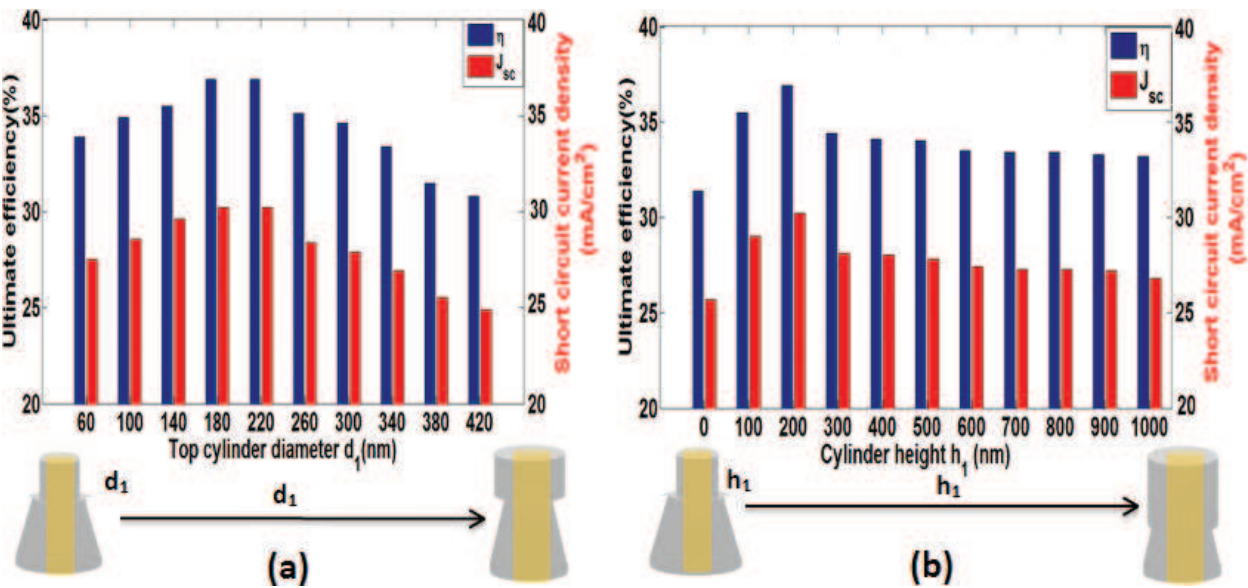 40
35
30
25
20
Ultimate efficiency(%)
η
J_sc
40
35
30
25
20
Short circuit current density
(mA/cm²)
60 100 140 180 220 260 300 340 380 420
Top cylinder diameter d₁(nm)
d₁
d₁
(a)
40
35
30
25
20
Ultimate efficiency(%)
η
J_sc
40
35
30
25
20
Short circuit current density
(mA/cm²)
0 100 200 300 400 500 600 700 800 900 1000
Cylinder height h₁ (nm)
h₁
h₁
(b)